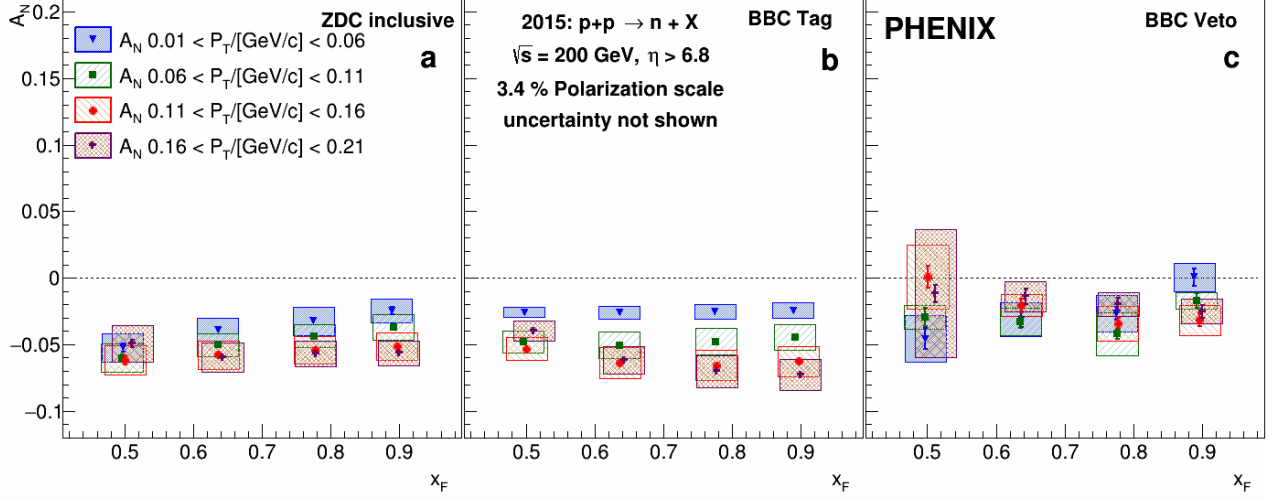 A_N
0.2
0.15
0.1
0.05
0
−0.05
−0.1
ZDC inclusive
a
A_N 0.01 < P_T/[GeV/c] < 0.06
A_N 0.06 < P_T/[GeV/c] < 0.11
A_N 0.11 < P_T/[GeV/c] < 0.16
A_N 0.16 < P_T/[GeV/c] < 0.21
0.5 0.6 0.7 0.8 0.9
x_F
2015: p+p → n + X
BBC Tag
√s = 200 GeV, η > 6.8
b
3.4 % Polarization scale
uncertainty not shown
0.5 0.6 0.7 0.8 0.9
x_F
PHENIX
BBC Veto
c
0.5 0.6 0.7 0.8 0.9
x_F